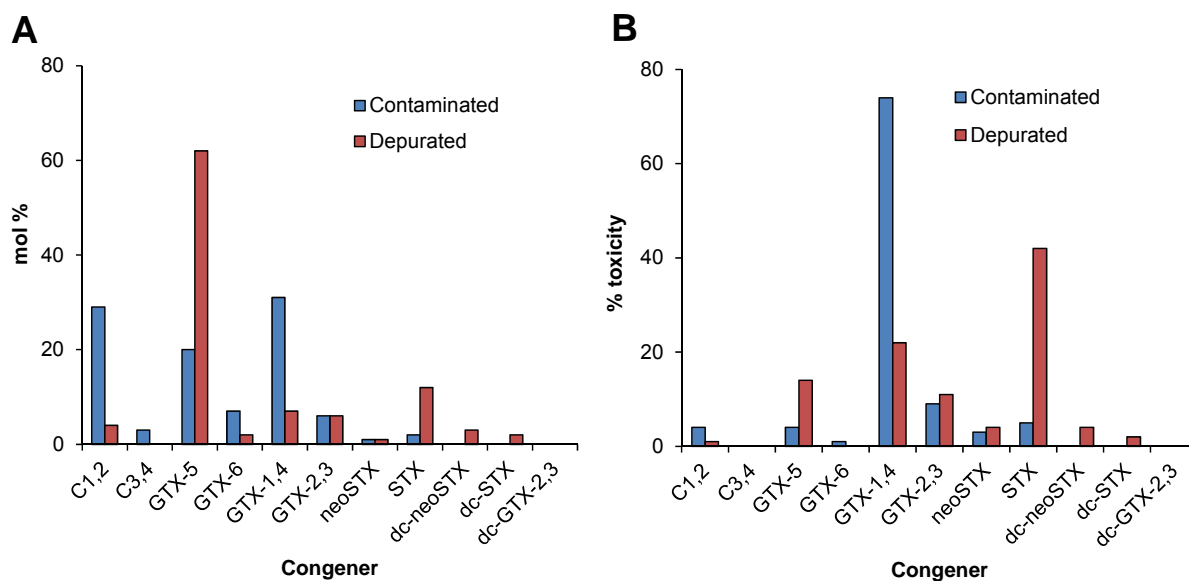 A
80
60
40
20
0
mol %
Contaminated
Depurated
C1,2
C3,4
GTX-5
GTX-6
GTX-1,4
GTX-2,3
neoSTX
STX
dc-neoSTX
dc-STX
dc-GTX-2,3
Congener
B
80
60
40
20
0
% toxicity
Contaminated
Depurated
C1,2
C3,4
GTX-5
GTX-6
GTX-1,4
GTX-2,3
neoSTX
STX
dc-neoSTX
dc-STX
dc-GTX-2,3
Congener